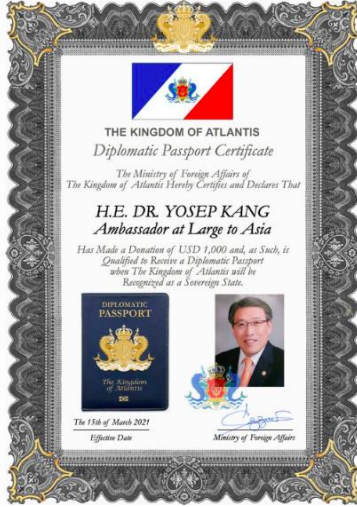 THE KINGDOM OF ATLANTIS
Diplomatic Passport Certificate
The Ministry of Foreign Affairs of
The Kingdom of Atlantis Hereby Certifies and Declares That
H.E. DR. YOSEP KANG
Ambassador at Large to Asia
Has Made a Donation of USD 1,000 and, as Such, is
Qualified to Receive a Diplomatic Passport
when The Kingdom of Atlantis will be
Recognized as a Sovereign State.
DIPLOMATIC
PASSPORT
The Kingdom
of Atlantis
The 15th of March 2021
Effective Date
Ministry of Foreign Affairs